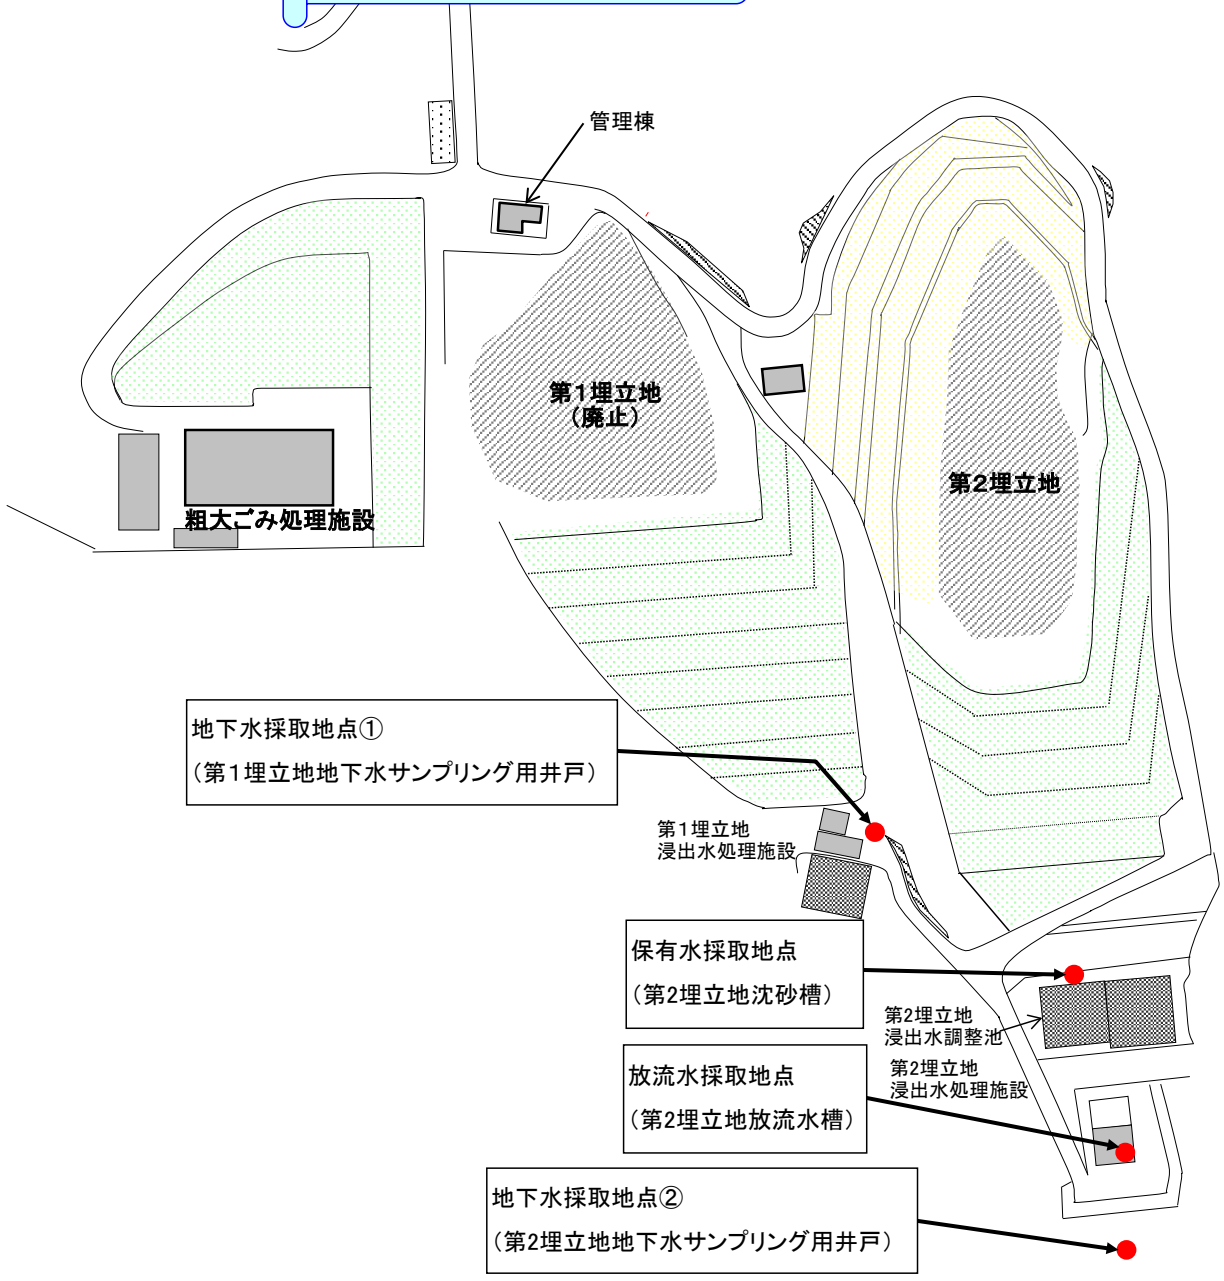 管理棟
第1埋立地
(廃止)
第2埋立地
粗大ごみ処理施設
地下水採取地点①
(第1埋立地地下水サンプリング用井戸)
第1埋立地
浸出水処理施設
保有水採取地点
(第2埋立地沈砂槽)
第2埋立地
浸出水調整池
第2埋立地
浸出水処理施設
放流水採取地点
(第2埋立地放流水槽)
地下水採取地点②
(第2埋立地地下水サンプリング用井戸)